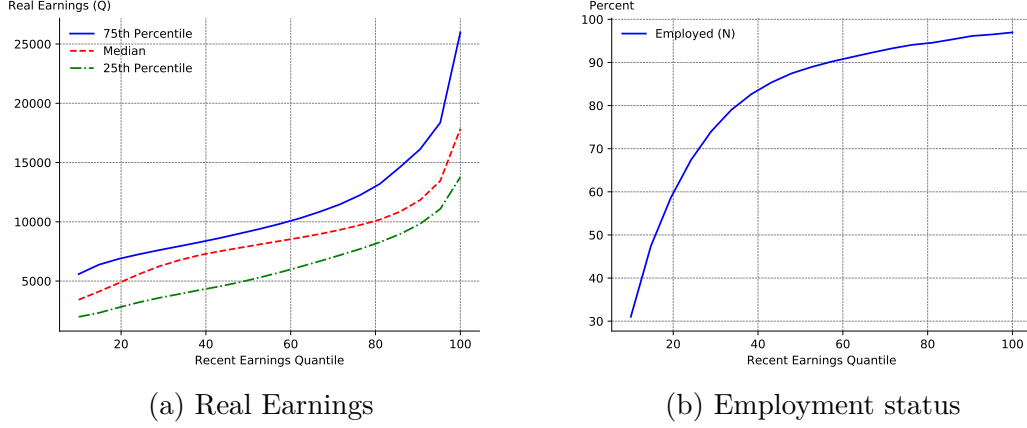 Real Earnings (Q)
75th Percentile
Median
25th Percentile
25000
20000
15000
10000
5000
20 40 60 80 100
Recent Earnings Quantile
(a) Real Earnings
Percent
Employed (N)
100
90
80
70
60
50
40
30
20 40 60 80 100
Recent Earnings Quantile
(b) Employment status